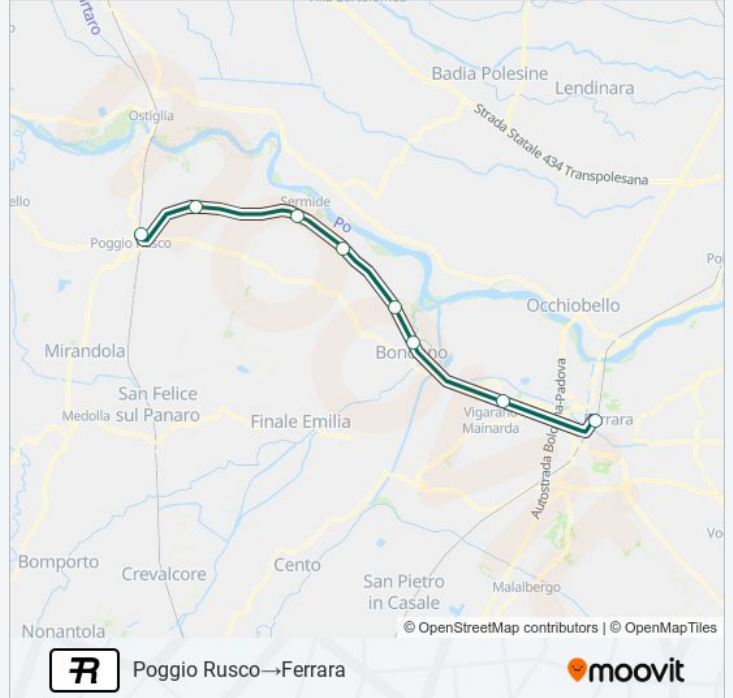 Badia Polesine
Lendinara
Ostiglia
Strada Statale 434 Transpolesana
Sermide
Po
Poggio Rusco
Occhiobello
Mirandola
Bondeno
San Felice
sul Panaro
Medolla
Finale Emilia
Vigarano
Mainarda
Ferrara
Autostrada Bologna-Padova
Bomporto
Crevalcore
Cento
San Pietro
in Casale
Malalbergo
Nonantola
© OpenStreetMap contributors | © OpenMapTiles
R
Poggio Rusco→Ferrara
moovit